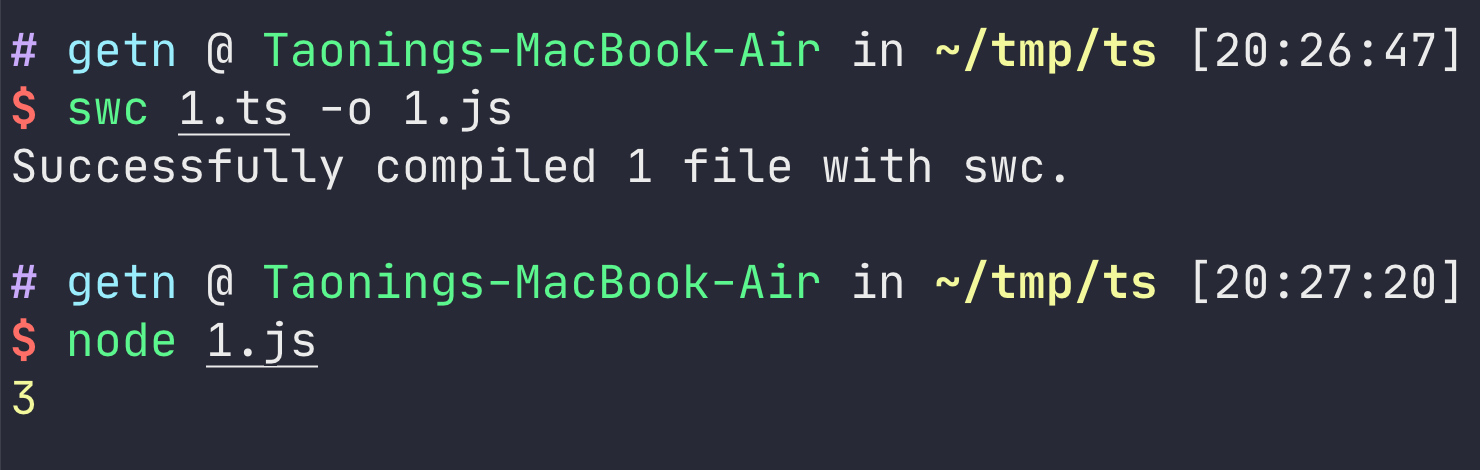 # getn @ Taonings-MacBook-Air in ~/tmp/ts [20:26:47]
$ swc 1.ts -o 1.js
Successfully compiled 1 file with swc.
# getn @ Taonings-MacBook-Air in ~/tmp/ts [20:27:20]
$ node 1.js
3